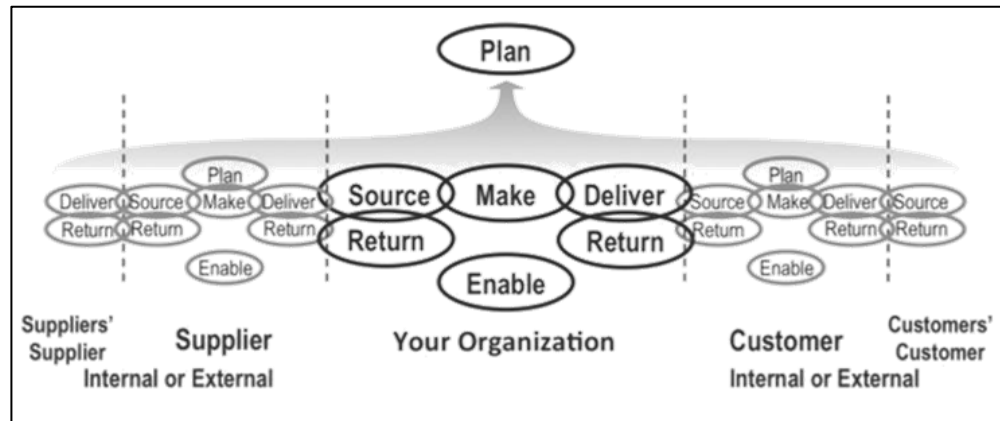 Plan
Plan Plan
Deliver Source Make Deliver Source Make Deliver Source Make Deliver Source
Return Return Return Return Return Return Return Return
Enable Enable Enable
Suppliers' Supplier Your Organization Customer Customers'
Supplier Customer
Internal or External Internal or External